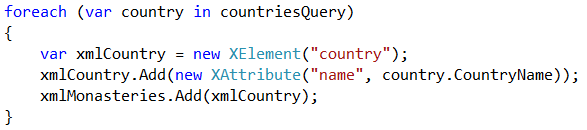 foreach (var country in countriesQuery)
{
    var xmlCountry = new XElement("country");
    xmlCountry.Add(new XAttribute("name", country.CountryName));
    xmlMonasteries.Add(xmlCountry);
}